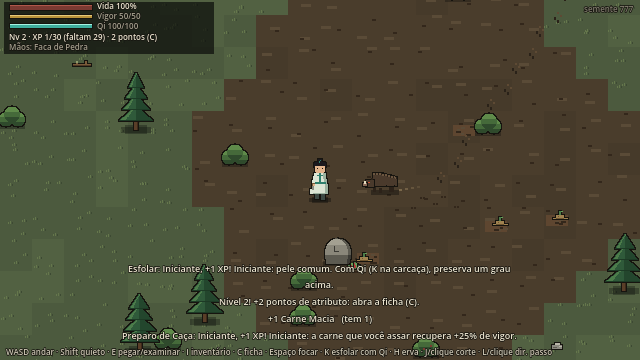 Vida 100%
semente 777
Vigor 50/50
Qi 100/100
Nv 2 · XP 1/30 (faltam 29) · 2 pontos (C)
Mãos: Faca de Pedra
Esfolar: Iniciante, +1 XP! Iniciante: pele comum. Com Qi (K na carcaça), preserva um grau
acima.
Nível 2! +2 pontos de atributo: abra a ficha (C).
+1 Carne Macia (tem 1)
Preparo de Caça: Iniciante, +1 XP! Iniciante: a carne que você assar recupera +25% de vigor.
WASD andar · Shift quieto · E pegar/examinar · I inventário · C ficha · Espaço focar · K esfolar com Qi · H erva · J/clique corte · L/clique dir. passo